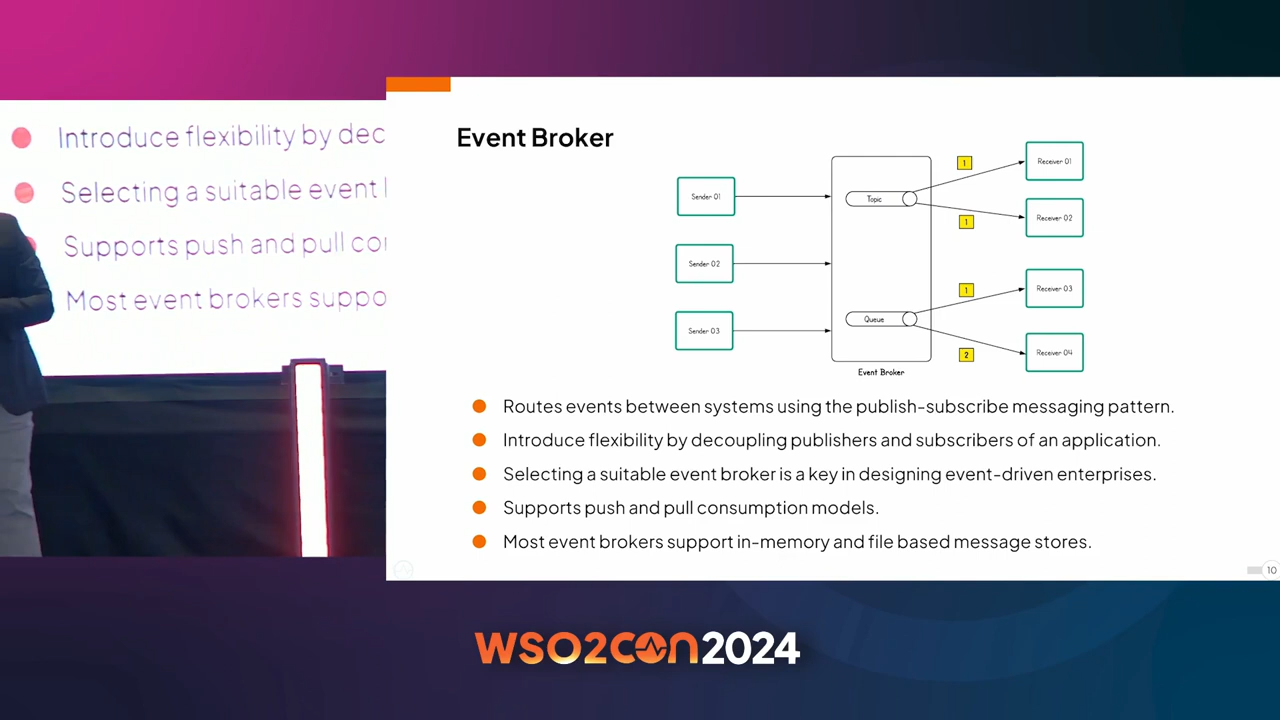 Introduce flexibility by dec
Selecting a suitable event
Supports push and pull co
Most event brokers suppo
Event Broker
Sender 01
Sender 02
Sender 03
Topic
Queue
Event Broker
1
1
1
2
Receiver 01
Receiver 02
Receiver 03
Receiver 04
Routes events between systems using the publish-subscribe messaging pattern.
Introduce flexibility by decoupling publishers and subscribers of an application.
Selecting a suitable event broker is a key in designing event-driven enterprises.
Supports push and pull consumption models.
Most event brokers support in-memory and file based message stores.
10
WSO2CON2024